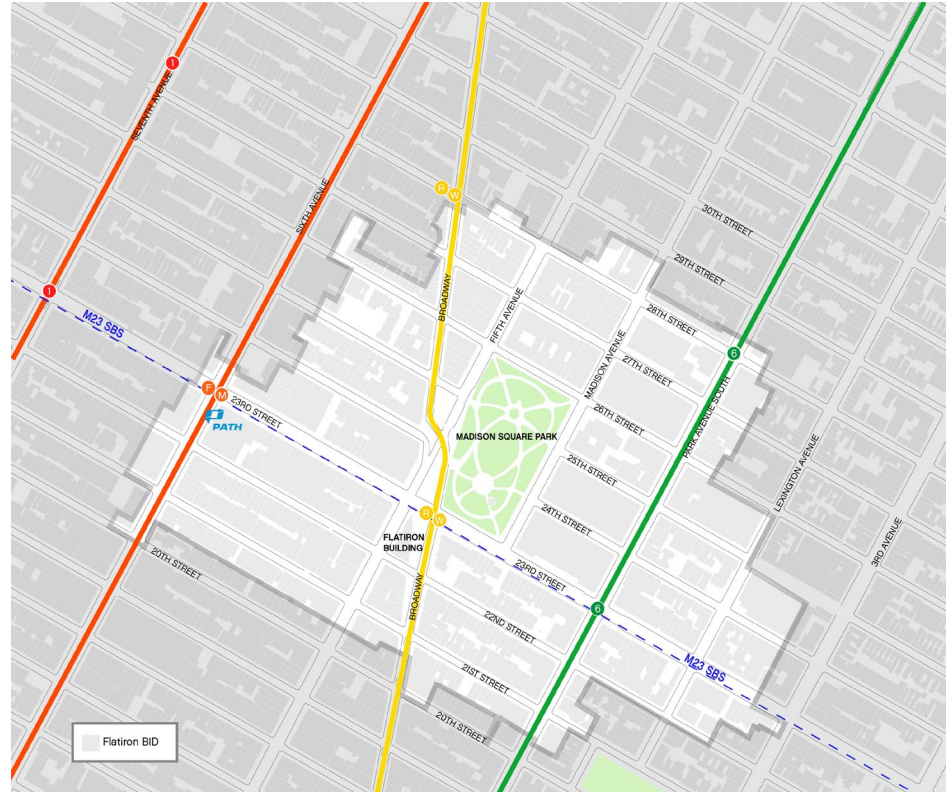 1
SEVENTH AVENUE
SIXTH AVENUE
R
W
30TH STREET
29TH STREET
BROADWAY
1
M23 SBS
FIFTH AVENUE
28TH STREET
MADISON AVENUE
27TH STREET
6
PARK AVENUE SOUTH
F
M
23RD STREET
PATH
26TH STREET
MADISON SQUARE PARK
25TH STREET
LEXINGTON AVENUE
24TH STREET
R
W
3RD AVENUE
FLATIRON
BUILDING
20TH STREET
23RD STREET
BROADWAY
6
22ND STREET
M23 SBS
21ST STREET
20TH STREET
Flatiron BID